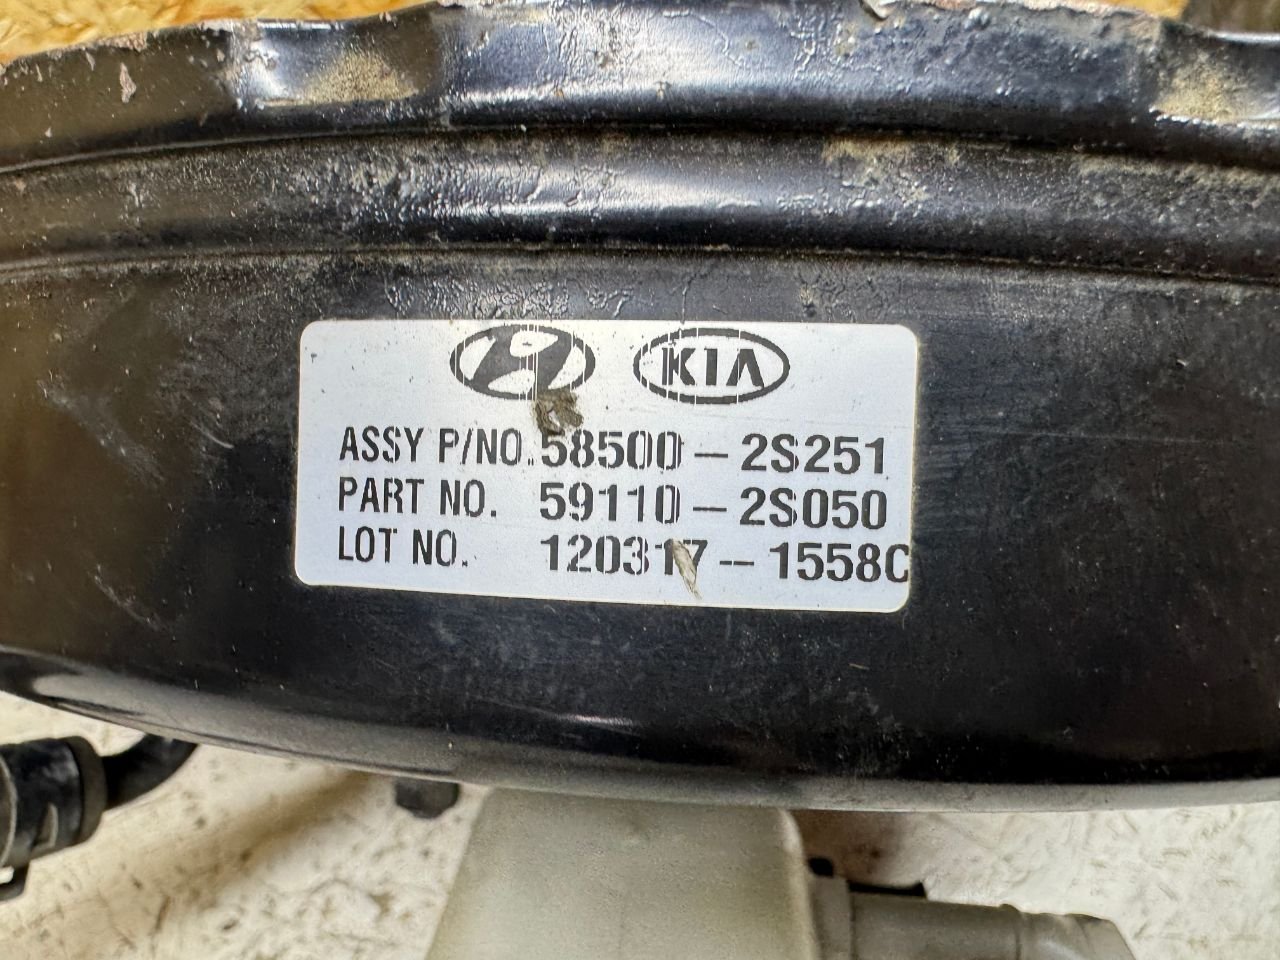 KIA
ASSY P/NO.58500-2S251
PART NO. 59110-2S050
LOT NO. 120317-1558C